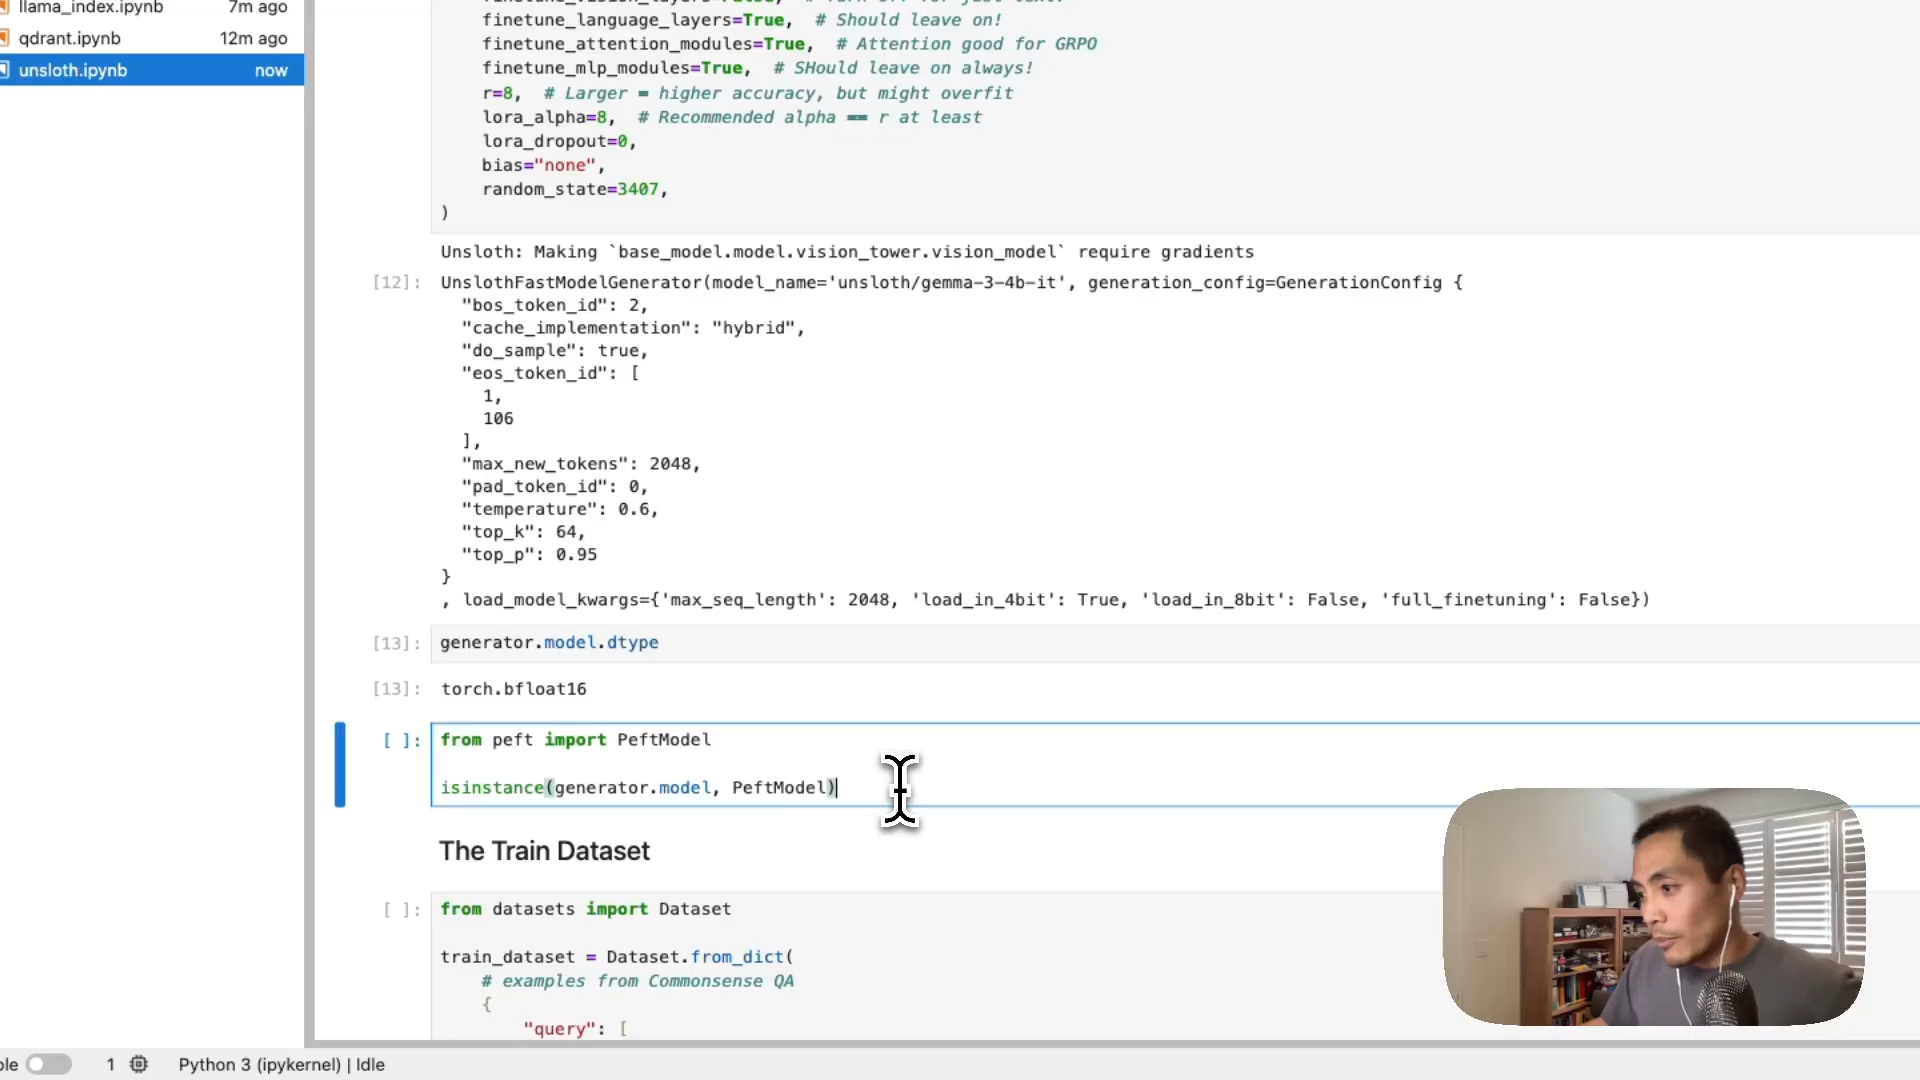 llama_index.ipynb 7m ago
qdrant.ipynb 12m ago
unsloth.ipynb now
finetune_language_layers=True,  # Should leave on!
finetune_attention_modules=True,  # Attention good for GRPO
finetune_mlp_modules=True,  # SHould leave on always!
r=8,  # Larger = higher accuracy, but might overfit
lora_alpha=8,  # Recommended alpha == r at least
lora_dropout=0,
bias="none",
random_state=3407,
)
Unsloth: Making `base_model.model.vision_tower.vision_model` require gradients
[12]: UnslothFastModelGenerator(model_name='unsloth/gemma-3-4b-it', generation_config=GenerationConfig {
"bos_token_id": 2,
"cache_implementation": "hybrid",
"do_sample": true,
"eos_token_id": [
1,
106
],
"max_new_tokens": 2048,
"pad_token_id": 0,
"temperature": 0.6,
"top_k": 64,
"top_p": 0.95
}
, load_model_kwargs={'max_seq_length': 2048, 'load_in_4bit': True, 'load_in_8bit': False, 'full_finetuning': False})
[13]: generator.model.dtype
[13]: torch.bfloat16
[ ]: from peft import PeftModel
isinstance(generator.model, PeftModel)
The Train Dataset
[ ]: from datasets import Dataset
train_dataset = Dataset.from_dict(
# examples from Commonsense QA
{
"query": [
1 Python 3 (ipykernel) | Idle